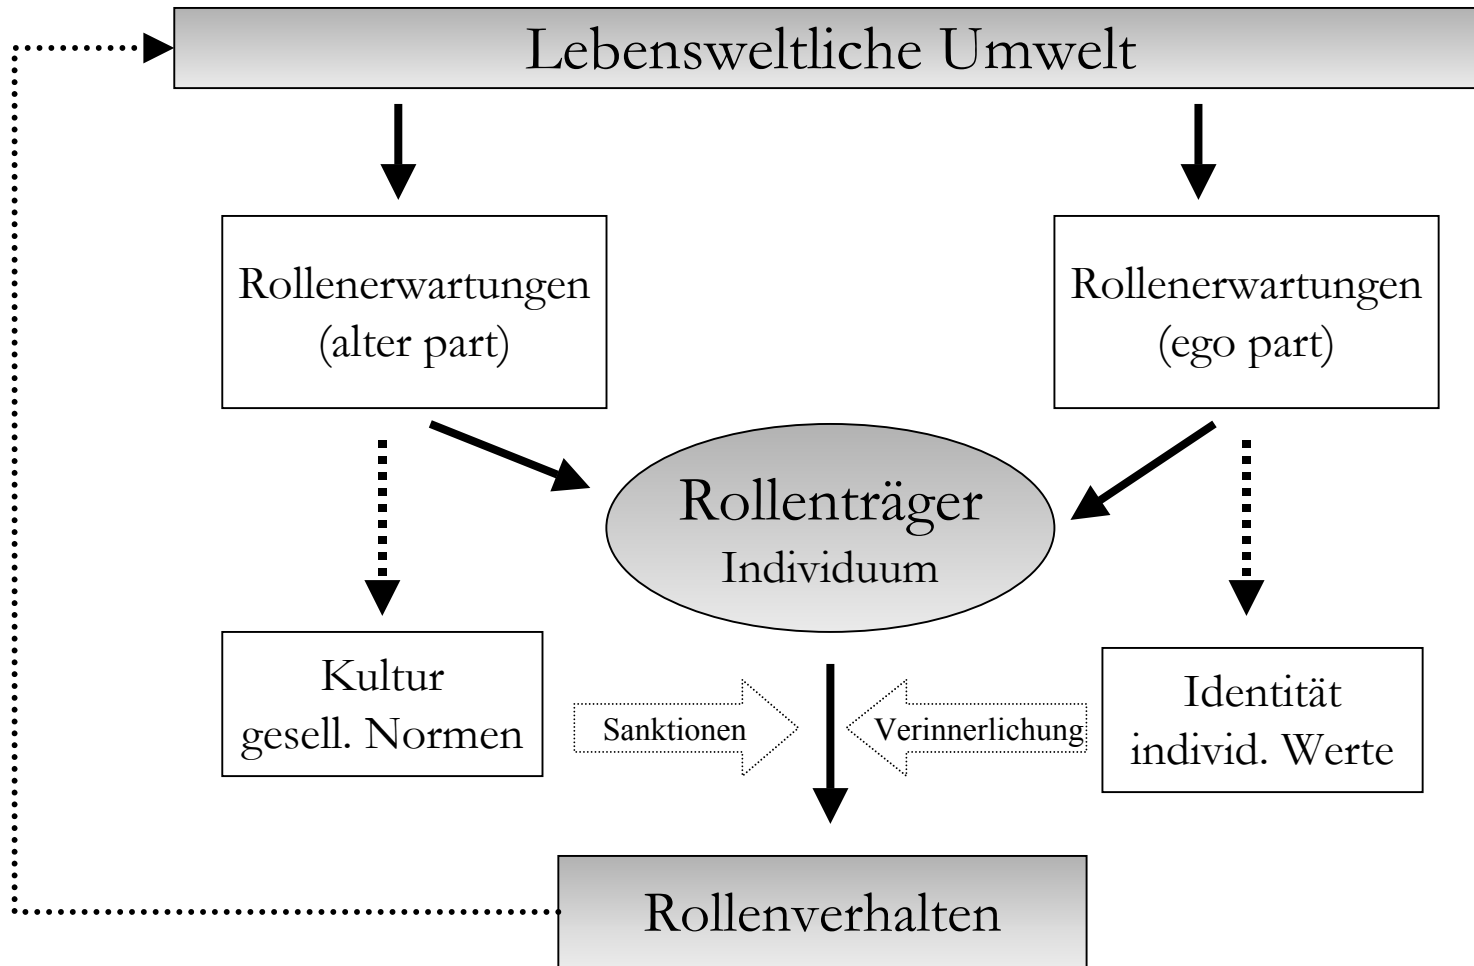 Lebensweltliche Umwelt
Rollenerwartungen
(alter part)
Rollenerwartungen
(ego part)
Rollenträger
Individuum
Kultur
gesell. Normen
Sanktionen
Verinnerlichung
Identität
individ. Werte
Rollenverhalten